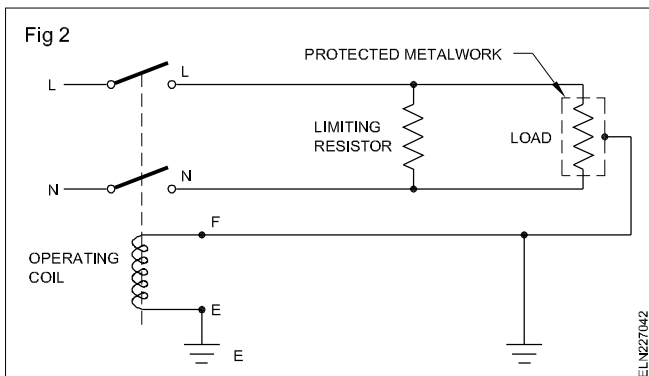 Fig 2
PROTECTED METALWORK
L
L
LIMITING
RESISTOR
LOAD
N
N
F
OPERATING
COIL
E
E
ELN227042